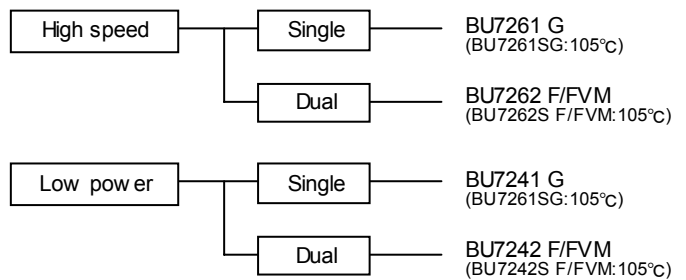 High speed
Single
BU7261 G
(BU7261SG:105℃)
Dual
BU7262 F/FVM
(BU7262S F/FVM:105℃)
Low pow er
Single
BU7241 G
(BU7261SG:105℃)
Dual
BU7242 F/FVM
(BU7242S F/FVM:105℃)